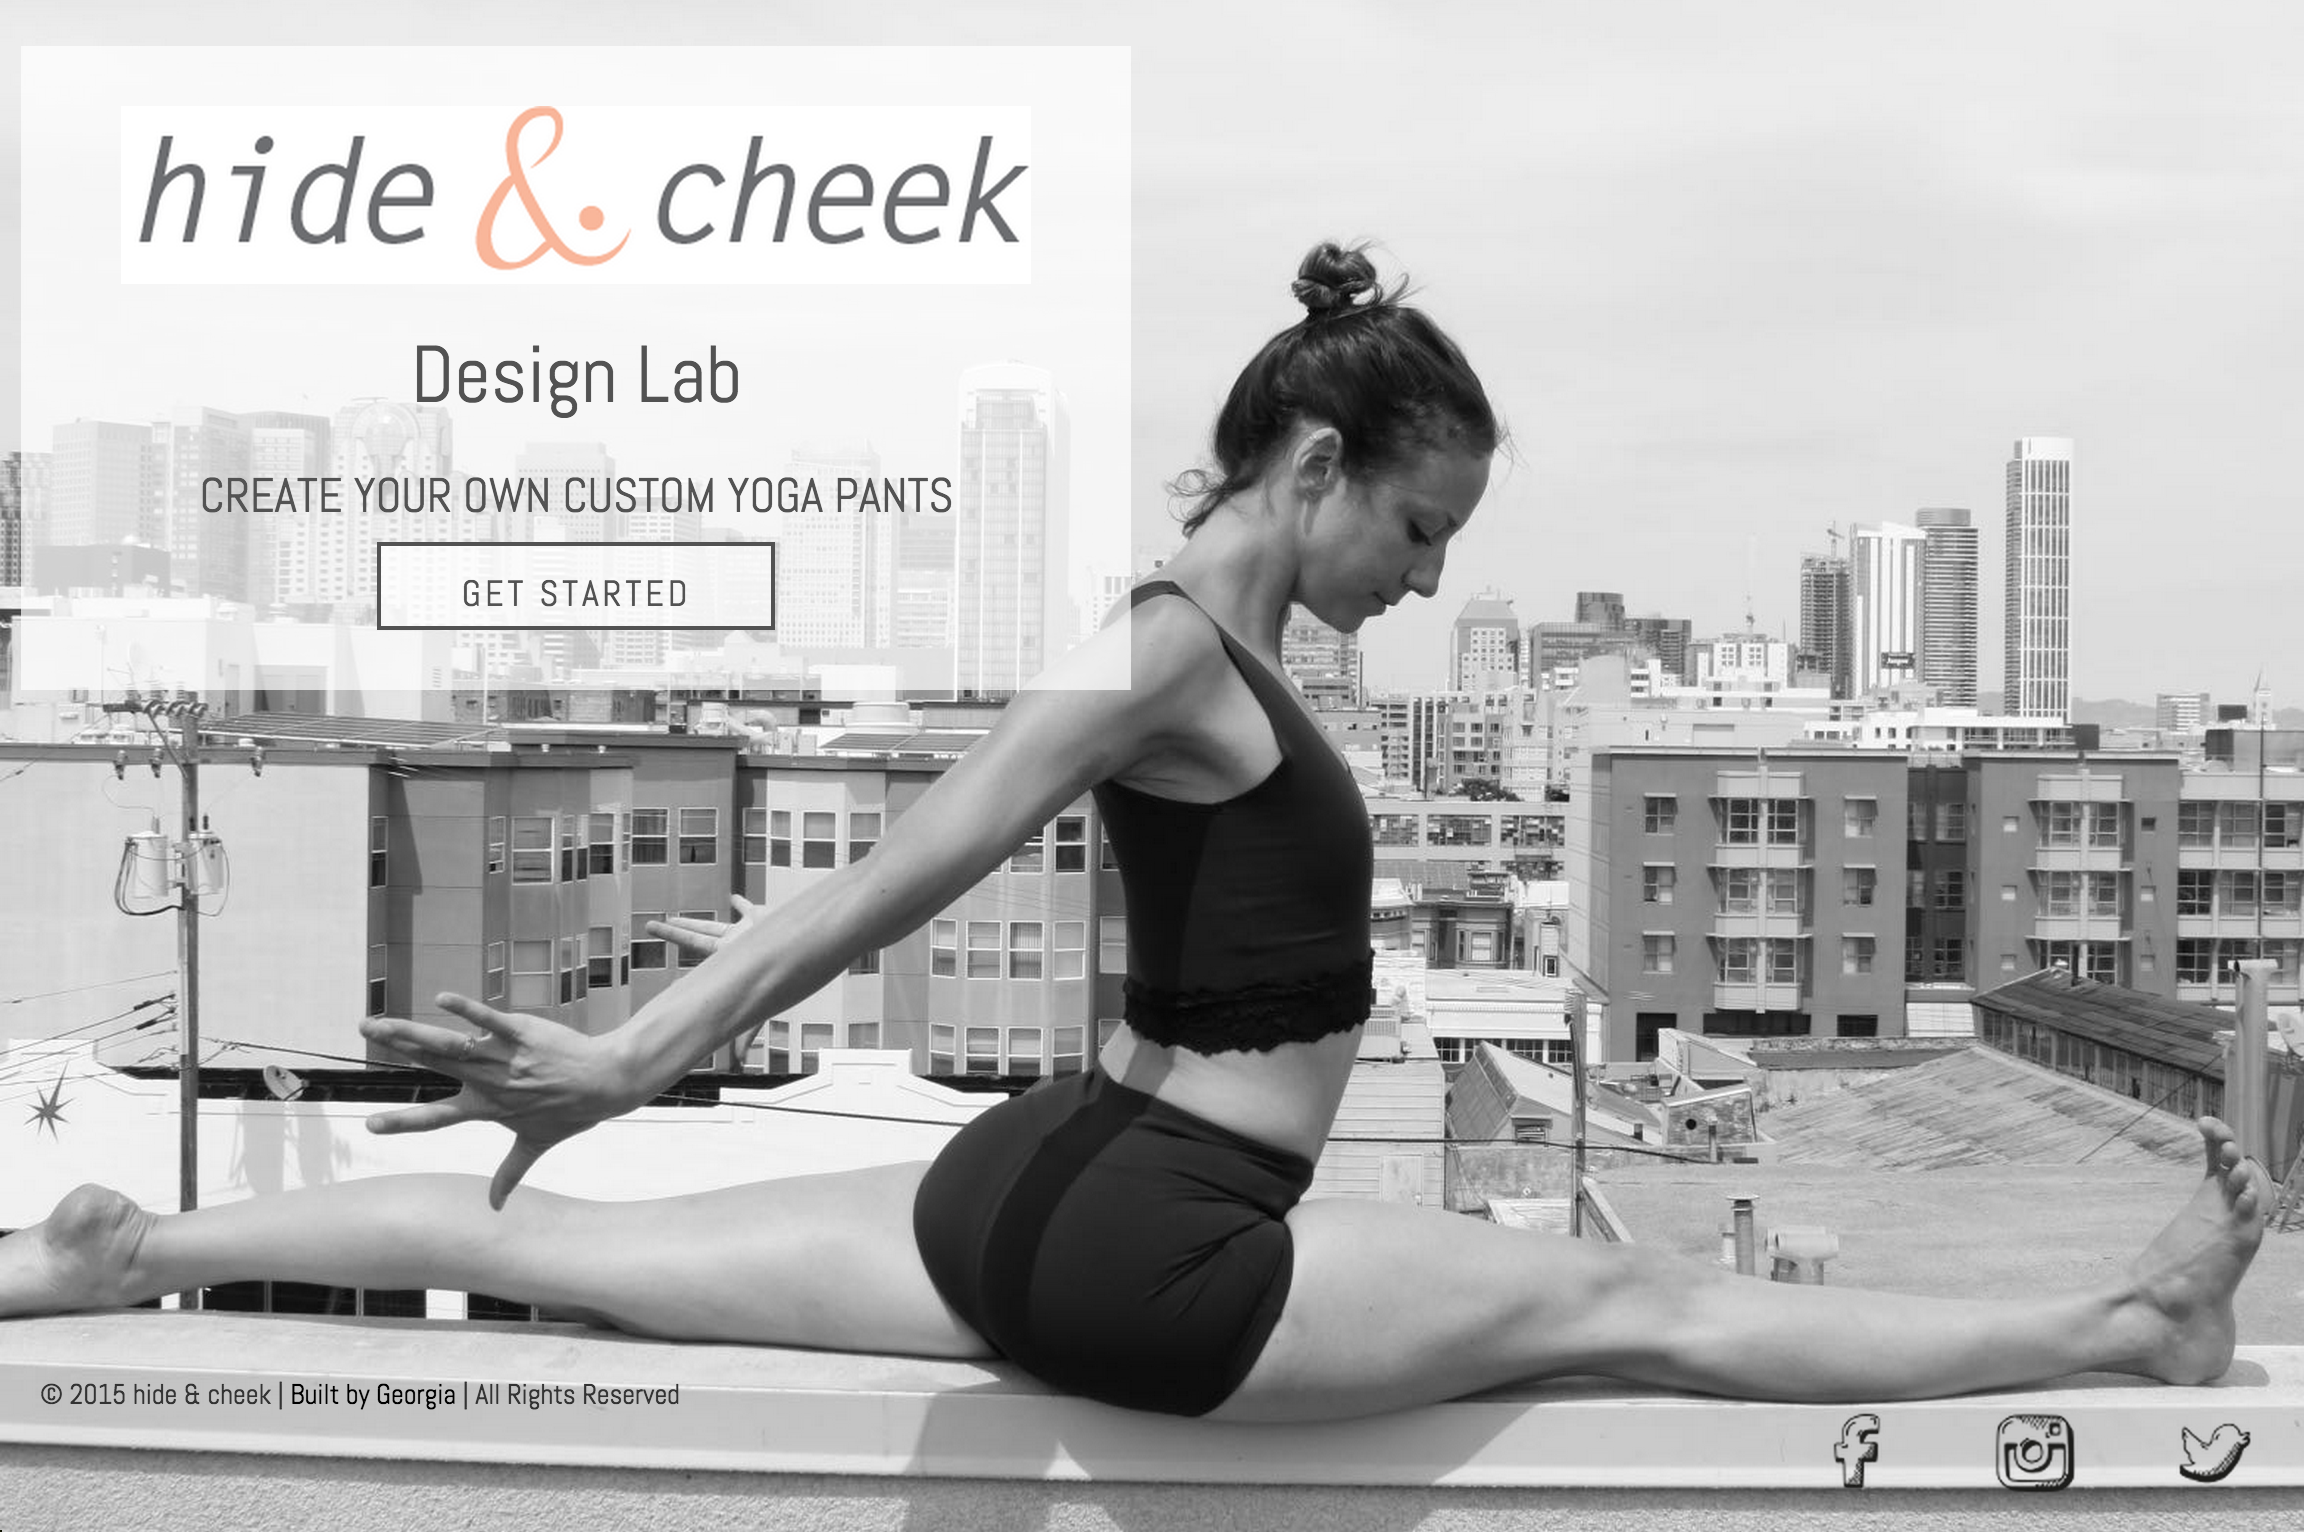 hide & cheek
Design Lab
CREATE YOUR OWN CUSTOM YOGA PANTS
GET STARTED
© 2015 hide & cheek | Built by Georgia | All Rights Reserved